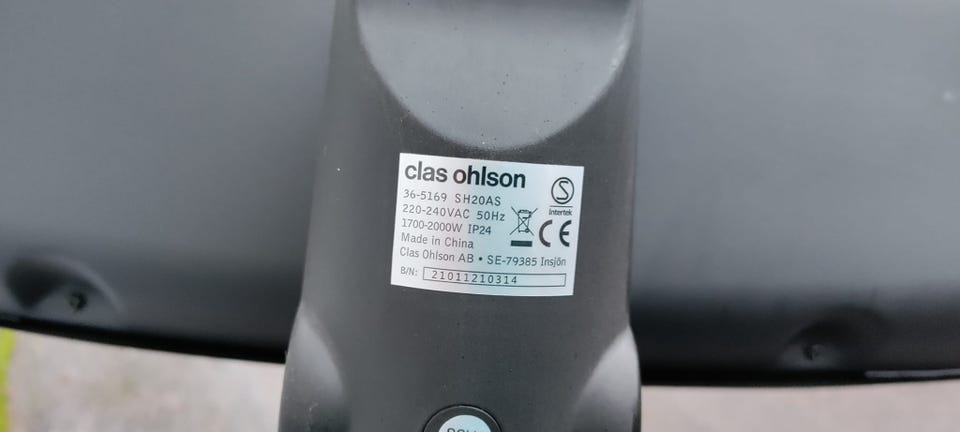 clas ohlson
36-5169 SH20AS
220-240VAC 50Hz
1700-2000W IP24
Made in China
Clas Ohlson AB • SE-79385 Insjön
B/N: 21011210314
S
Intertek
CE